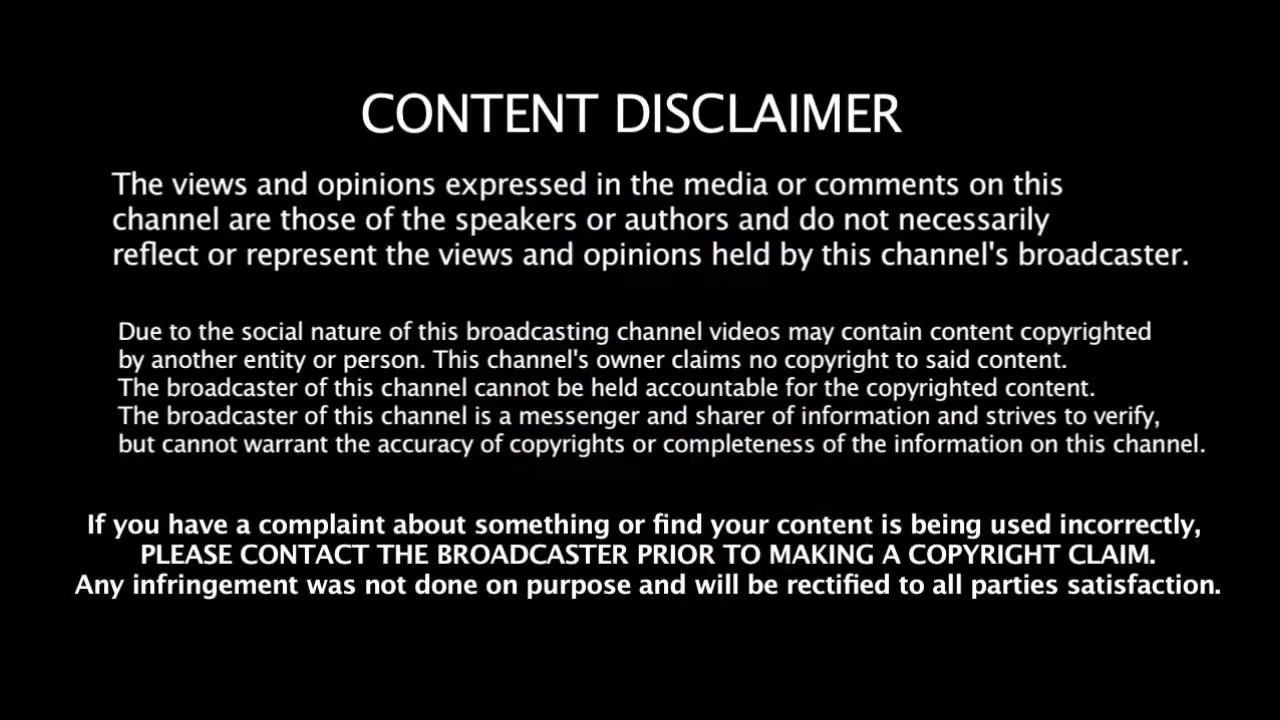 CONTENT DISCLAIMER
The views and opinions expressed in the media or comments on this
channel are those of the speakers or authors and do not necessarily
reflect or represent the views and opinions held by this channel's broadcaster.
Due to the social nature of this broadcasting channel videos may contain content copyrighted
by another entity or person. This channel's owner claims no copyright to said content.
The broadcaster of this channel cannot be held accountable for the copyrighted content.
The broadcaster of this channel is a messenger and sharer of information and strives to verify,
but cannot warrant the accuracy of copyrights or completeness of the information on this channel.
If you have a complaint about something or find your content is being used incorrectly,
PLEASE CONTACT THE BROADCASTER PRIOR TO MAKING A COPYRIGHT CLAIM.
Any infringement was not done on purpose and will be rectified to all parties satisfaction.